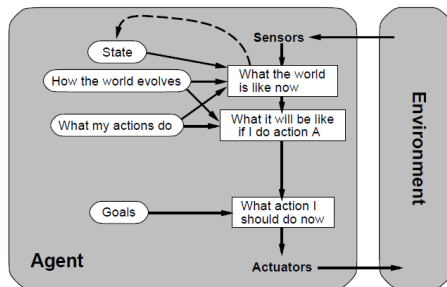 Sensors
State
What the world
is like now
How the world evolves
What my actions do
What it will be like
if I do action A
Goals
What action I
should do now
Agent
Actuators
Environment